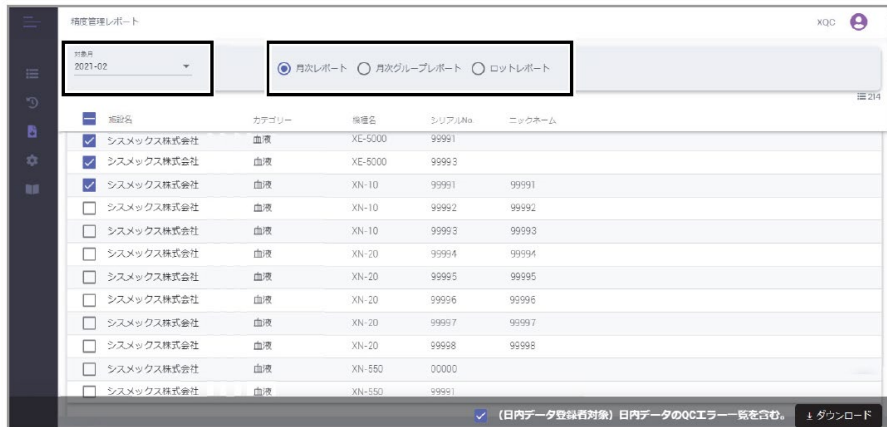 精度管理レポート XQC
対象月
2021-02
月次レポート 月次グループレポート ロットレポート
214
施設名 カテゴリー 機種名 シリアルNo. ニックネーム
シスメックス株式会社 血液 XE-5000 99991
シスメックス株式会社 血液 XE-5000 99993
シスメックス株式会社 血液 XN-10 99991 99991
シスメックス株式会社 血液 XN-10 99992 99992
シスメックス株式会社 血液 XN-10 99993 99993
シスメックス株式会社 血液 XN-20 99994 99994
シスメックス株式会社 血液 XN-20 99995 99995
シスメックス株式会社 血液 XN-20 99996 99996
シスメックス株式会社 血液 XN-20 99997 99997
シスメックス株式会社 血液 XN-20 99998 99998
シスメックス株式会社 血液 XN-550 00000
シスメックス株式会社 血液 XN-550 99991
(日内データ登録者対象) 日内データのQCエラー一覧を含む。 ダウンロード